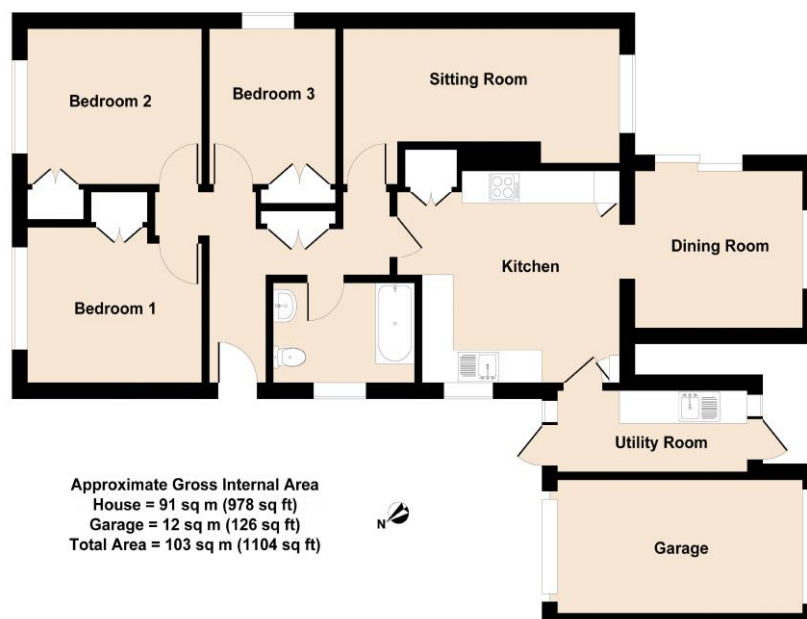 Bedroom 2
Bedroom 3
Sitting Room
Bedroom 1
Kitchen
Dining Room
Utility Room
Garage
Approximate Gross Internal Area
House = 91 sq m (978 sq ft)
Garage = 12 sq m (126 sq ft)
Total Area = 103 sq m (1104 sq ft)
N